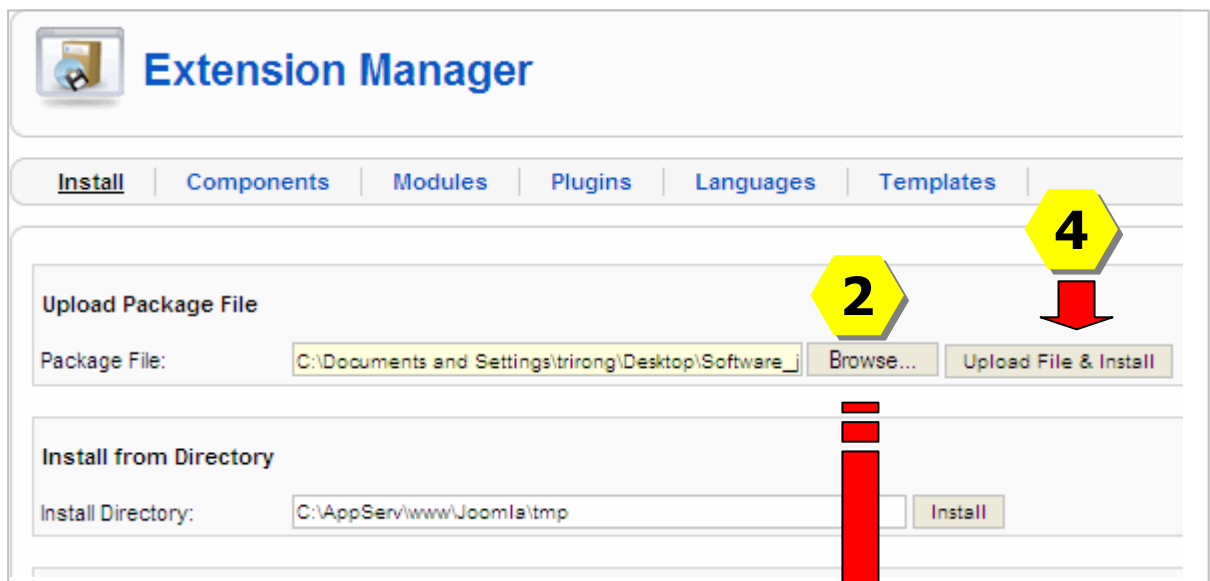 Extension Manager
Install Components Modules Plugins Languages Templates
4
2
Upload Package File
Package File: C:\Documents and Settings\trirong\Desktop\Software_j Browse... Upload File & Install
Install from Directory
Install Directory: C:\AppServ\www\Joomla\tmp Install